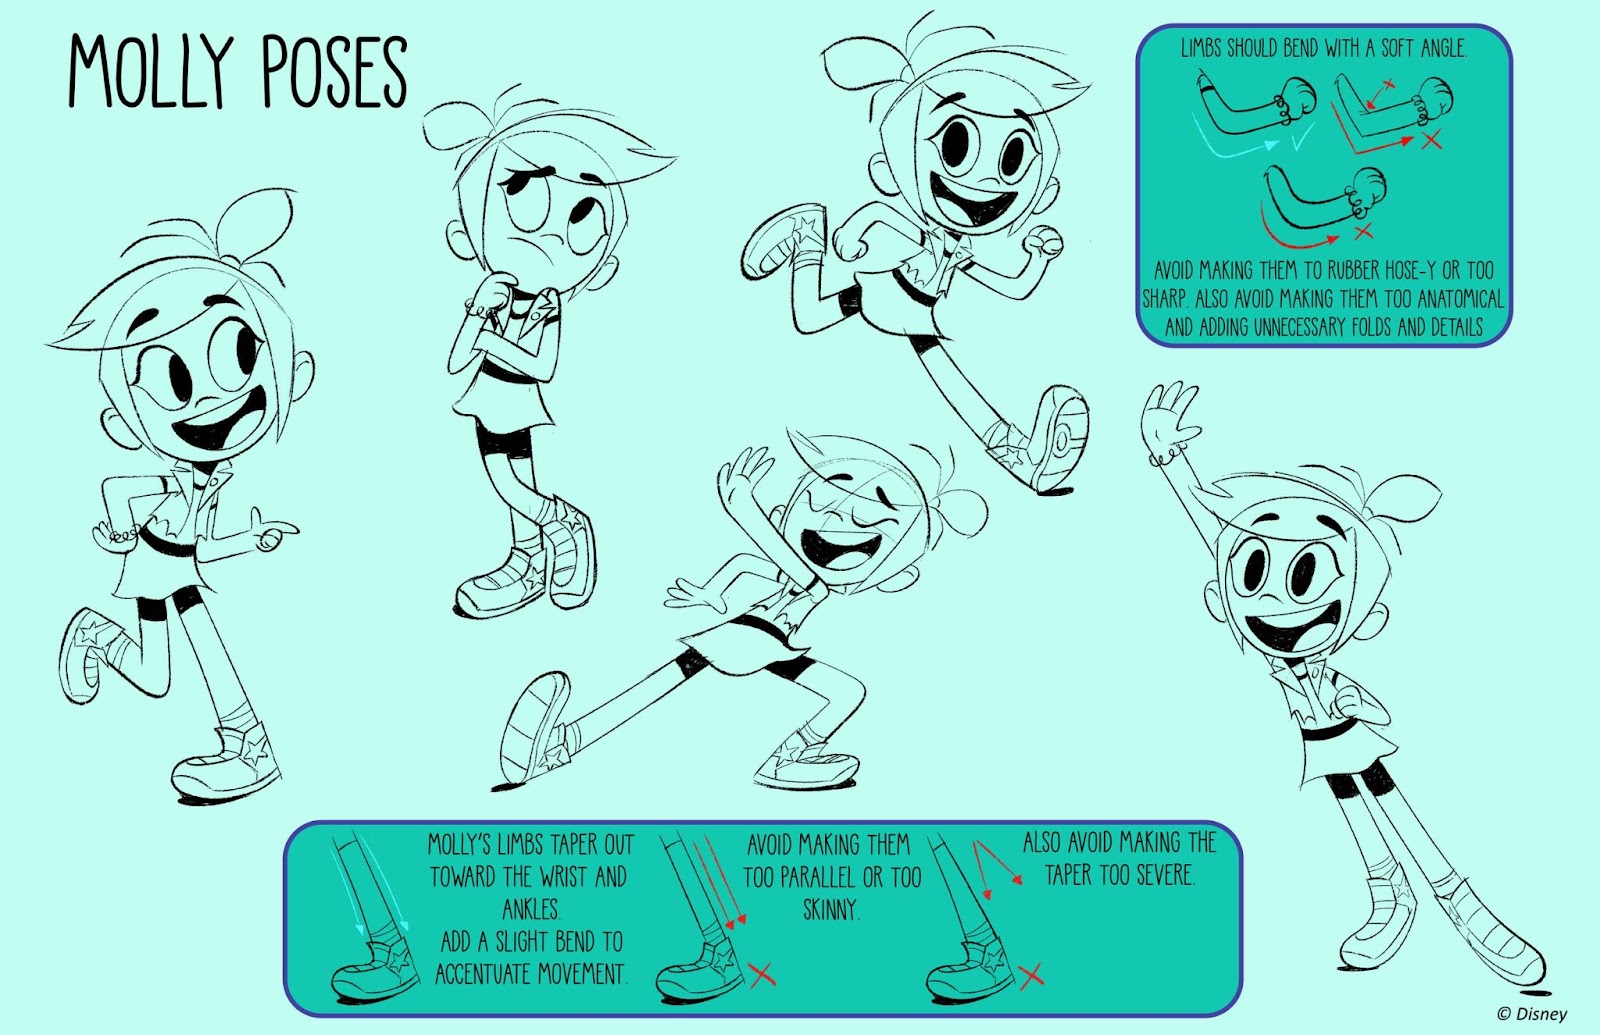 MOLLY POSES
LIMBS SHOULD BEND WITH A SOFT ANGLE.
AVOID MAKING THEM TO RUBBER HOSE-Y OR TOO
SHARP. ALSO AVOID MAKING THEM TOO ANATOMICAL
AND ADDING UNNECESSARY FOLDS AND DETAILS
MOLLY'S LIMBS TAPER OUT
TOWARD THE WRIST AND
ANKLES.
ADD A SLIGHT BEND TO
ACCENTUATE MOVEMENT.
AVOID MAKING THEM
TOO PARALLEL OR TOO
SKINNY.
ALSO AVOID MAKING THE
TAPER TOO SEVERE.
© Disney